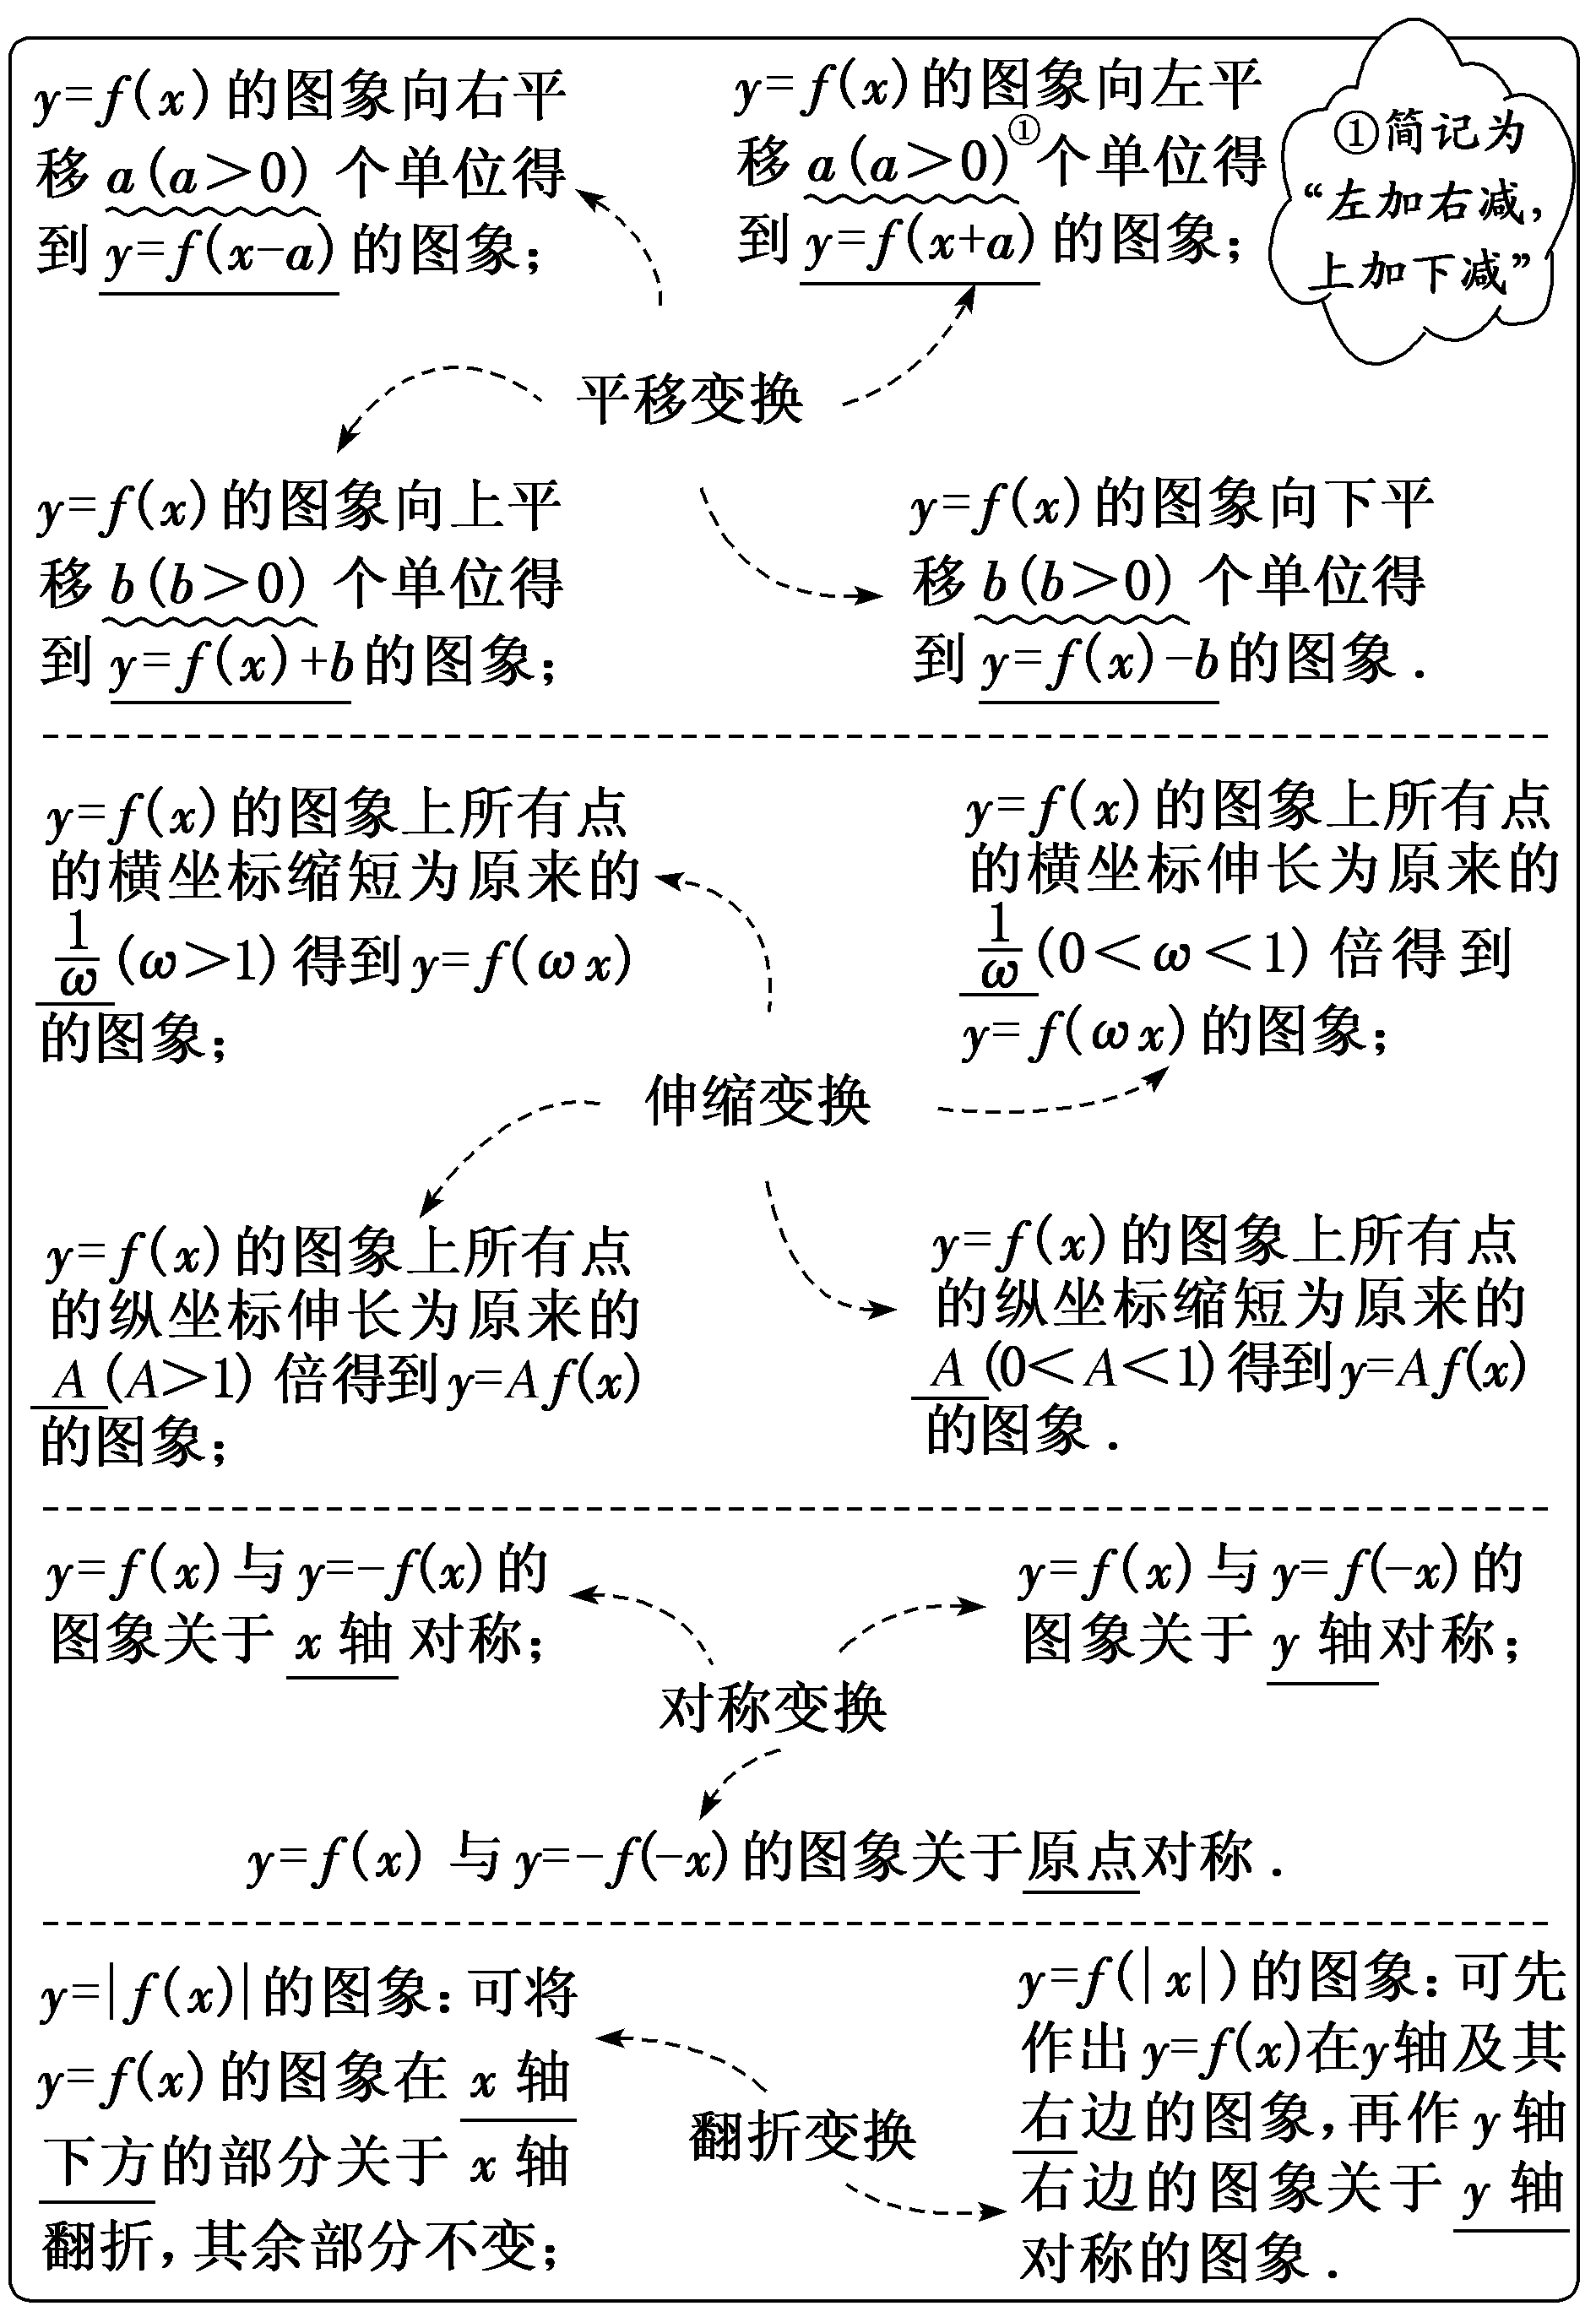 y=f(x)的图象向右平
移a(a>0)个单位得
到y=f(x-a)的图象;
y=f(x)的图象向左平
移a(a>0)①个单位得
到y=f(x+a)的图象;
①简记为
“左加右减,
上加下减”
平移变换
y=f(x)的图象向上平
移b(b>0)个单位得
到y=f(x)+b的图象;
y=f(x)的图象向下平
移b(b>0)个单位得
到y=f(x)-b的图象.
y=f(x)的图象上所有点
的横坐标缩短为原来的
1/ω(ω>1)得到y=f(ωx)
的图象;
y=f(x)的图象上所有点
的横坐标伸长为原来的
1/ω(0<ω<1)倍得到
y=f(ωx)的图象;
伸缩变换
y=f(x)的图象上所有点
的纵坐标伸长为原来的
A(A>1)倍得到y=Af(x)
的图象;
y=f(x)的图象上所有点
的纵坐标缩短为原来的
A(0<A<1)得到y=Af(x)
的图象.
y=f(x)与y=-f(x)的
图象关于x轴对称;
y=f(x)与y=f(-x)的
图象关于y轴对称;
对称变换
y=f(x)与y=-f(-x)的图象关于原点对称.
y=|f(x)|的图象:可将
y=f(x)的图象在x轴
下方的部分关于x轴
翻折,其余部分不变;
翻折变换
y=f(|x|)的图象:可先
作出y=f(x)在y轴及其
右边的图象,再作y轴
右边的图象关于y轴
对称的图象.